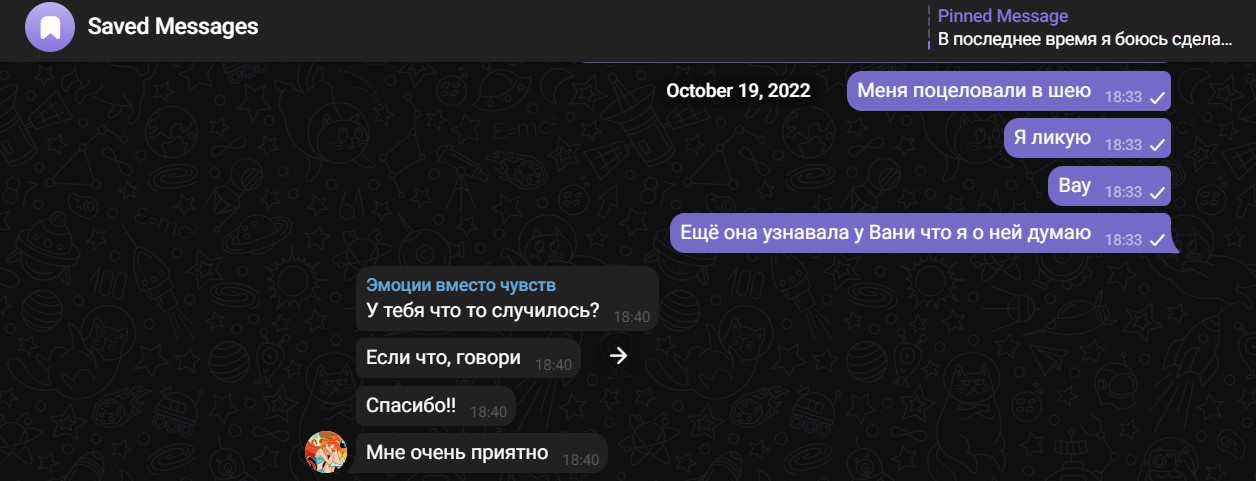 Saved Messages
Pinned Message
В последнее время я боюсь сдела...
October 19, 2022
Меня поцеловали в шею 18:33
Я ликую 18:33
Вау 18:33
Ещё она узнавала у Вани что я о ней думаю 18:33
Эмоции вместо чувств
У тебя что то случилось? 18:40
Если что, говори 18:40
Спасибо!! 18:40
Мне очень приятно 18:40